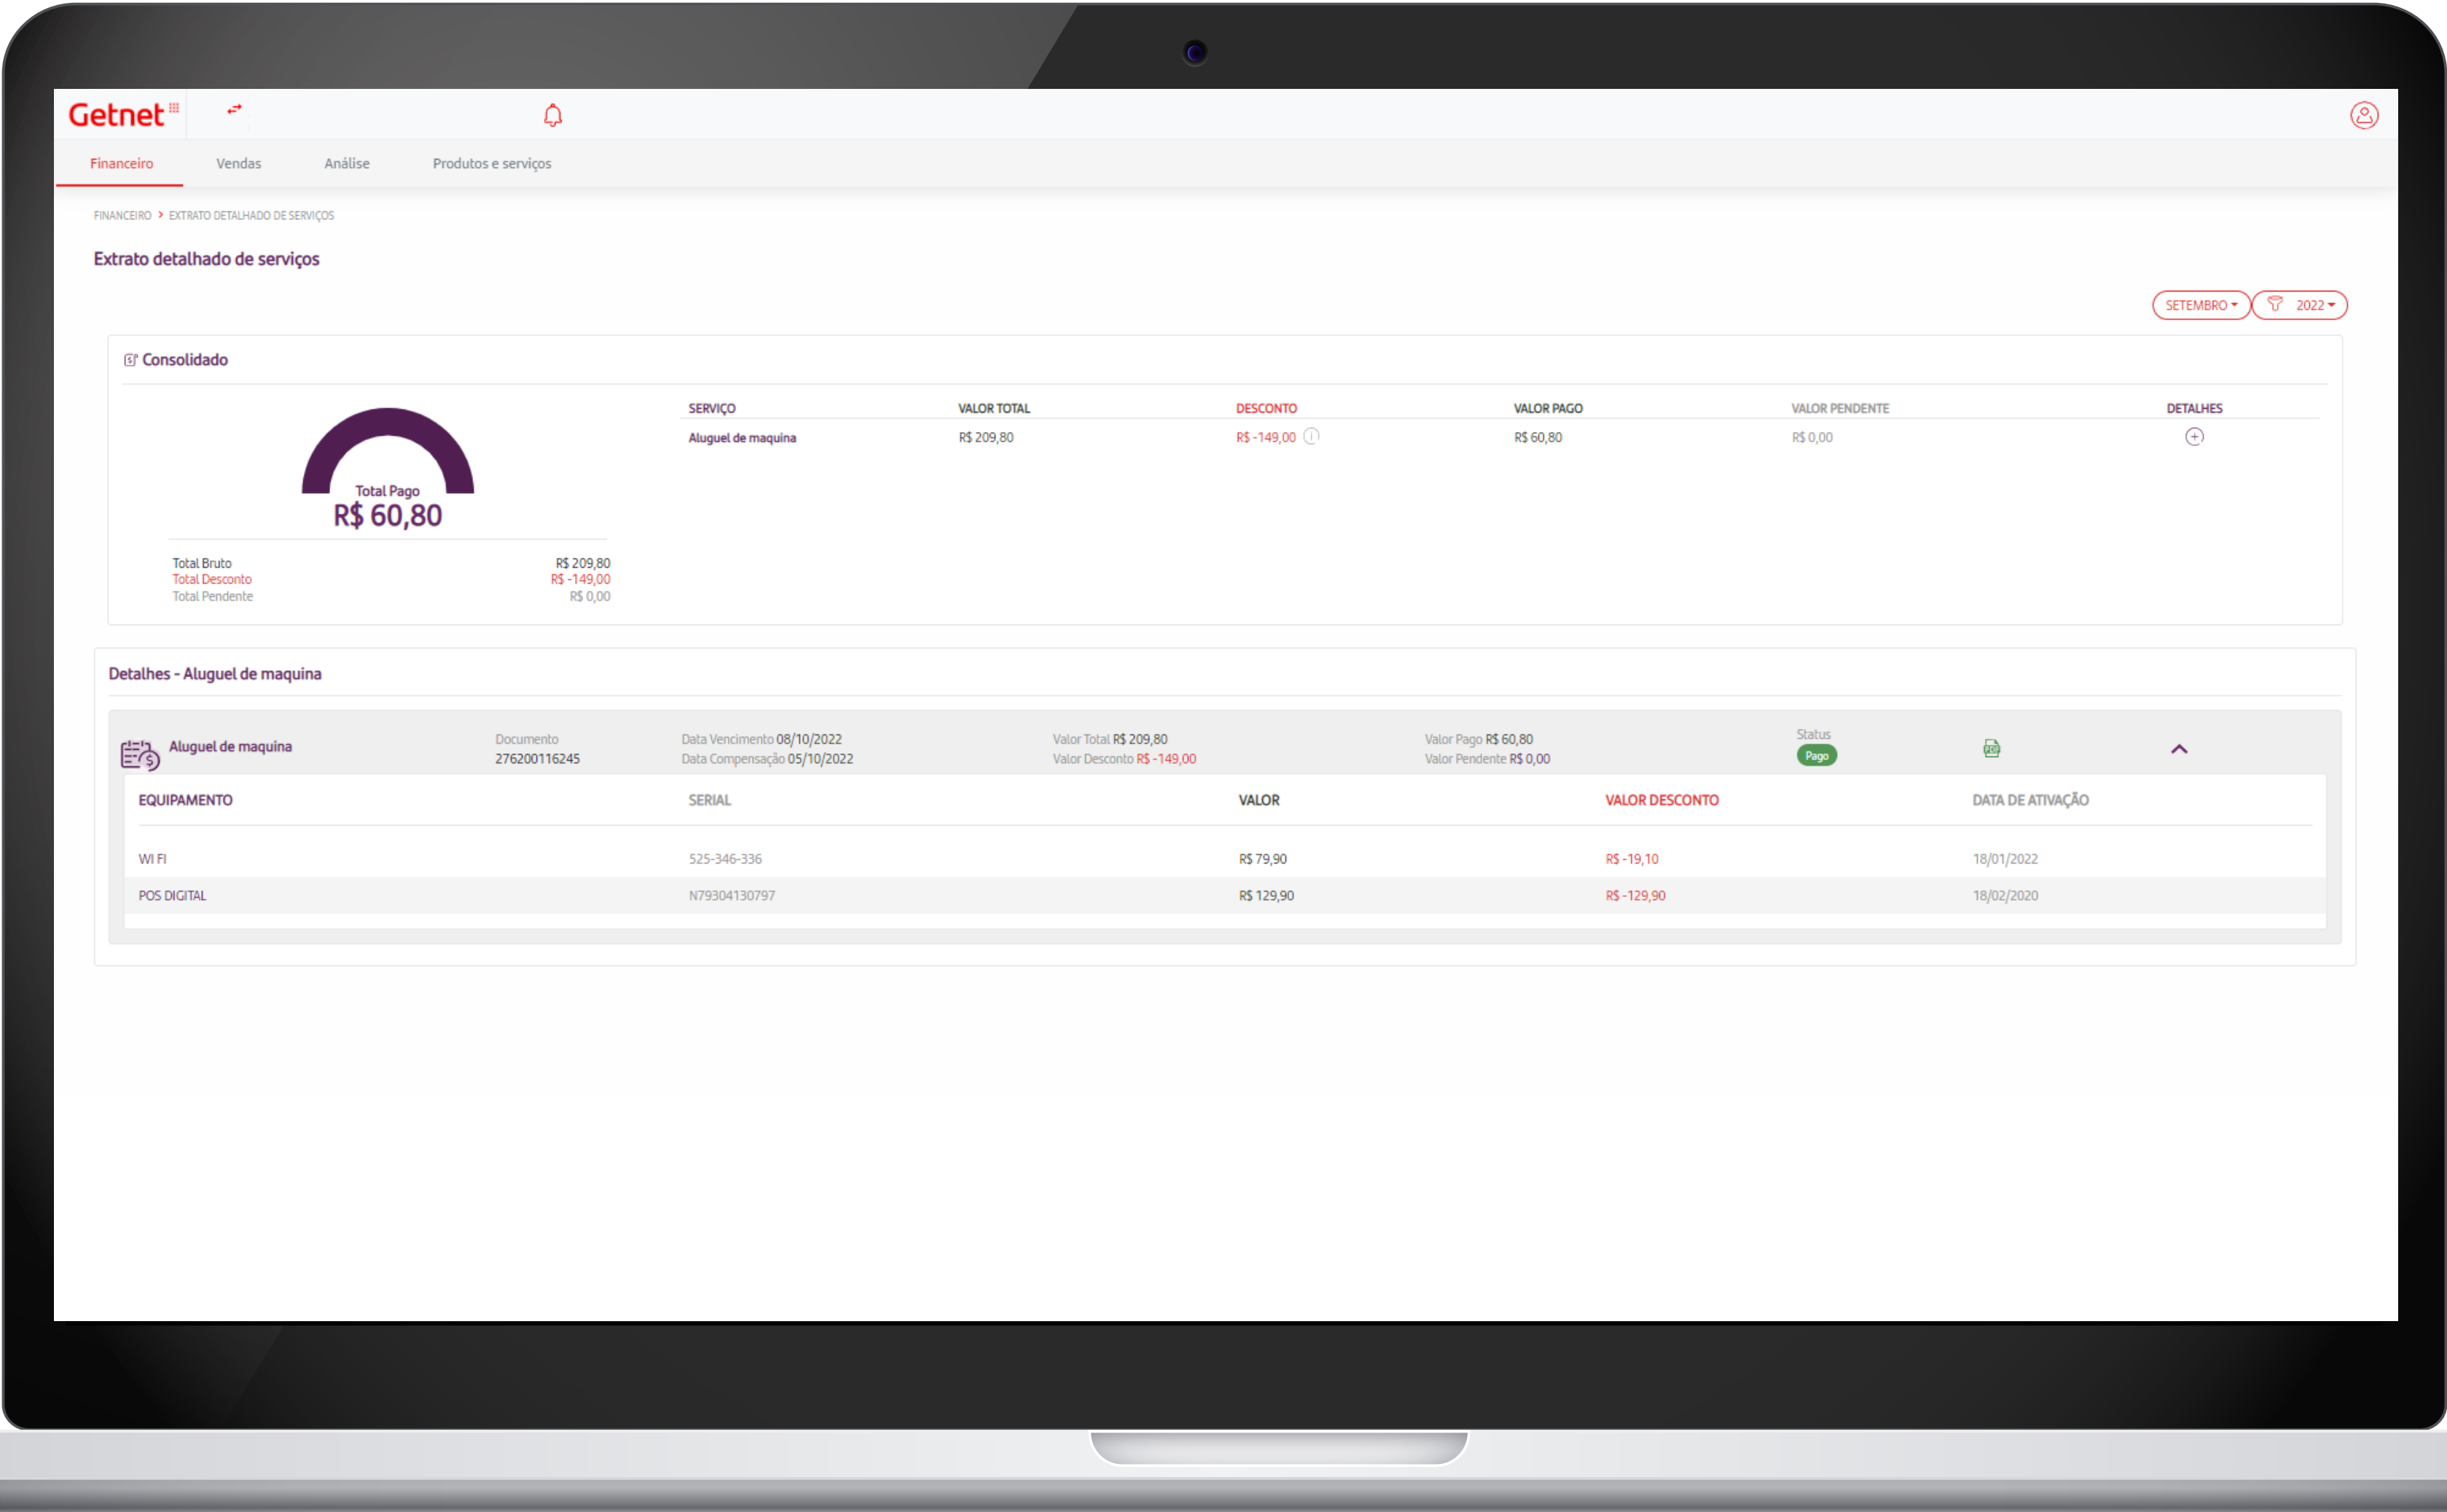 Getnet
Financeiro Vendas Análise Produtos e serviços
FINANCEIRO > EXTRATO DETALHADO DE SERVIÇOS
Extrato detalhado de serviços
SETEMBRO 2022
Consolidado
SERVIÇO VALOR TOTAL DESCONTO VALOR PAGO VALOR PENDENTE DETALHES
Aluguel de maquina R$ 209,80 R$ -149,00 R$ 60,80 R$ 0,00
Total Pago
R$ 60,80
Total Bruto R$ 209,80
Total Desconto R$ -149,00
Total Pendente R$ 0,00
Detalhes - Aluguel de maquina
Aluguel de maquina
Documento
276200116245
Data Vencimento 08/10/2022
Data Compensação 05/10/2022
Valor Total R$ 209,80
Valor Desconto R$ -149,00
Valor Pago R$ 60,80
Valor Pendente R$ 0,00
Status
Pago
PDF
EQUIPAMENTO SERIAL VALOR VALOR DESCONTO DATA DE ATIVAÇÃO
WI FI 525-346-336 R$ 79,90 R$ -19,10 18/01/2022
POS DIGITAL N79304130797 R$ 129,90 R$ -129,90 18/02/2020